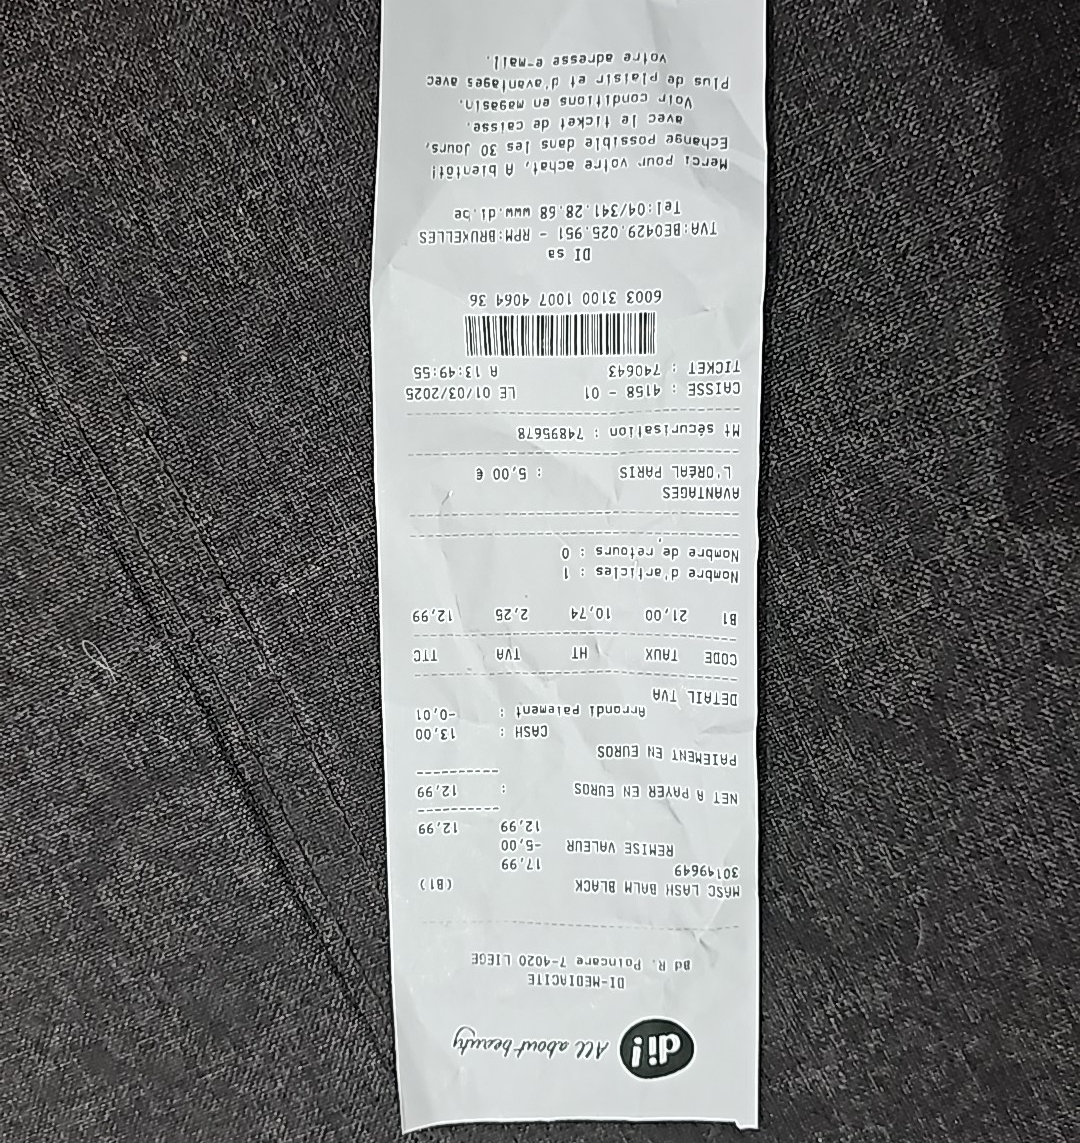 di! All about beauty
DI-MEDIACITE
Bd R. Poincare 7-4020 LIEGE
MASC LASH BALM BLACK (B1)
30149649 17,99
REMISE VALEUR -5,00
12,99 12,99
NET A PAYER EN EUROS : 12,99
PAIEMENT EN EUROS
CASH : 13,00
Arrondi Paiement : -0,01
DETAIL TVA
CODE TAUX HT TVA TTC
B1 21,00 10,74 2,25 12,99
Nombre d'articles : 1
Nombre de retours : 0
AVANTAGES
L'OREAL PARIS : 5,00 €
Mt sécurisation : 74895678
CAISSE : 4158 - 01 LE 01/03/2025
TICKET : 740643 A 13:49:55
6003 3100 1007 4064 36
DI sa
TVA:BE0429.025.951 - RPM:BRUXELLES
Tel:04/341.28.68 www.di.be
Merci pour votre achat, A bientôt!
Echange possible dans les 30 jours,
avec le ticket de caisse.
Voir conditions en magasin.
Plus de plaisir et d'avantages avec
votre adresse e-mail.